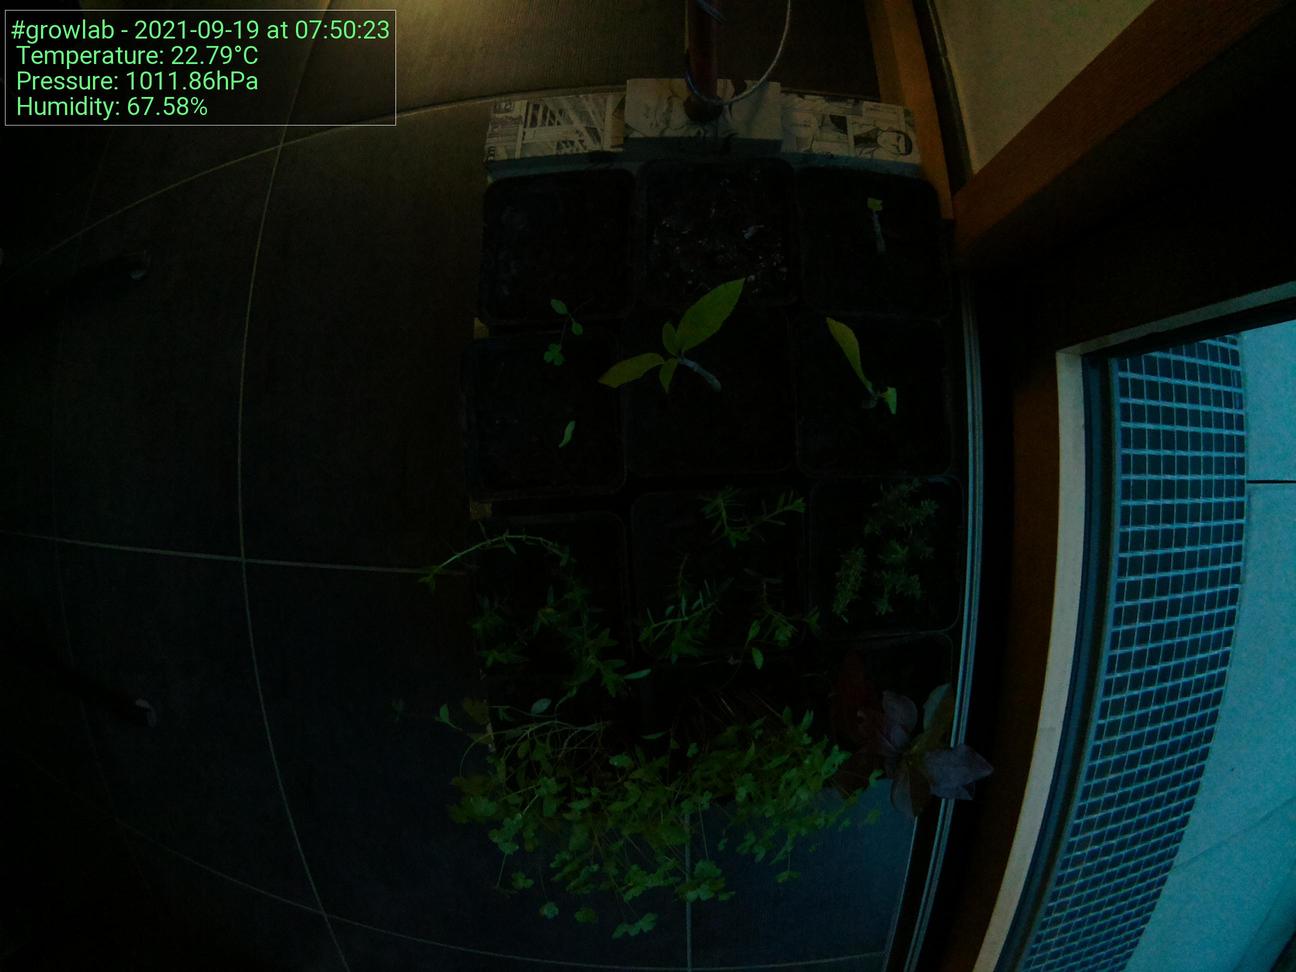 #growlab - 2021-09-19 at 07:50:23
Temperature: 22.79°C
Pressure: 1011.86hPa
Humidity: 67.58%